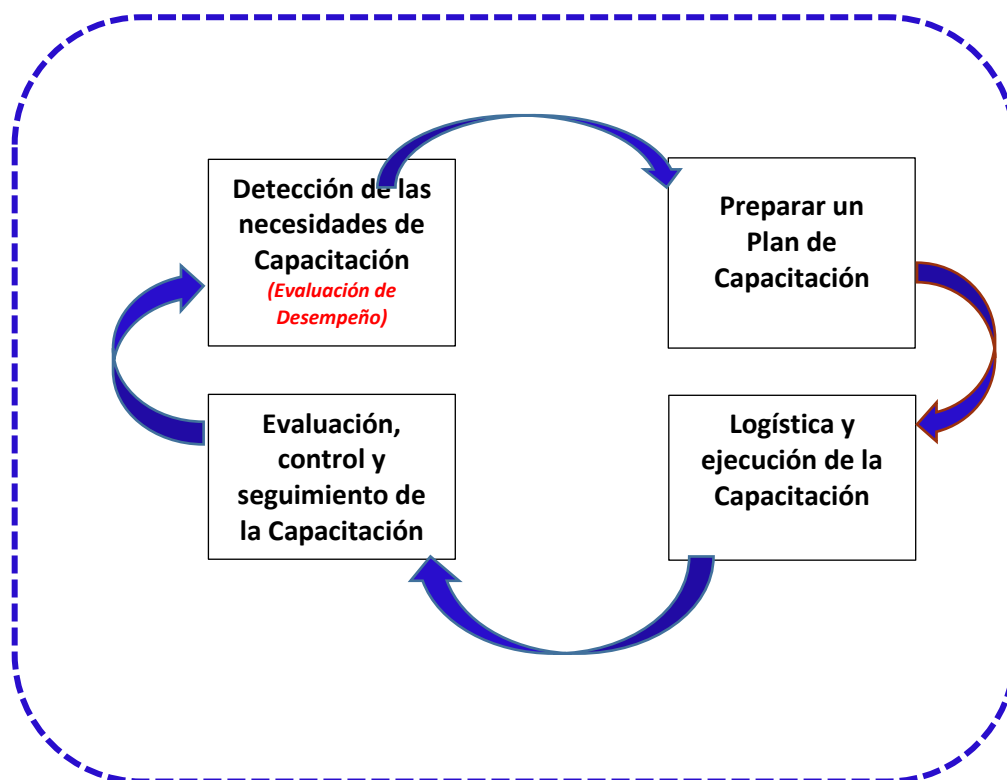 Detección de las
necesidades de
Capacitación
(Evaluación de
Desempeño)
Preparar un
Plan de
Capacitación
Evaluación,
control y
seguimiento de
la Capacitación
Logística y
ejecución de la
Capacitación